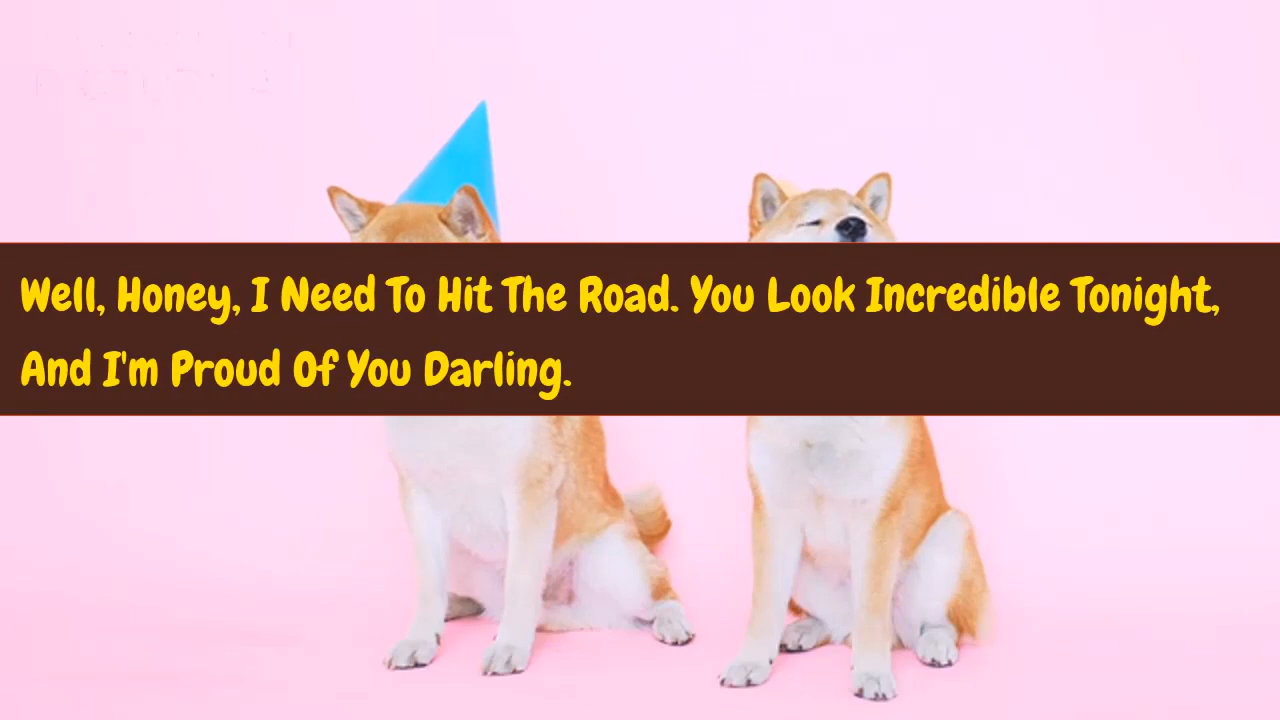 Well, Honey, I Need To Hit The Road. You Look Incredible Tonight,
And I'm Proud Of You Darling.